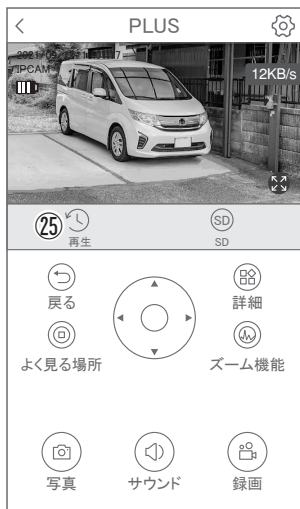 PLUS
IPCAM
12KB/s
㉕
再生
SD
SD
戻る
詳細
よく見る場所
ズーム機能
写真
サウンド
録画